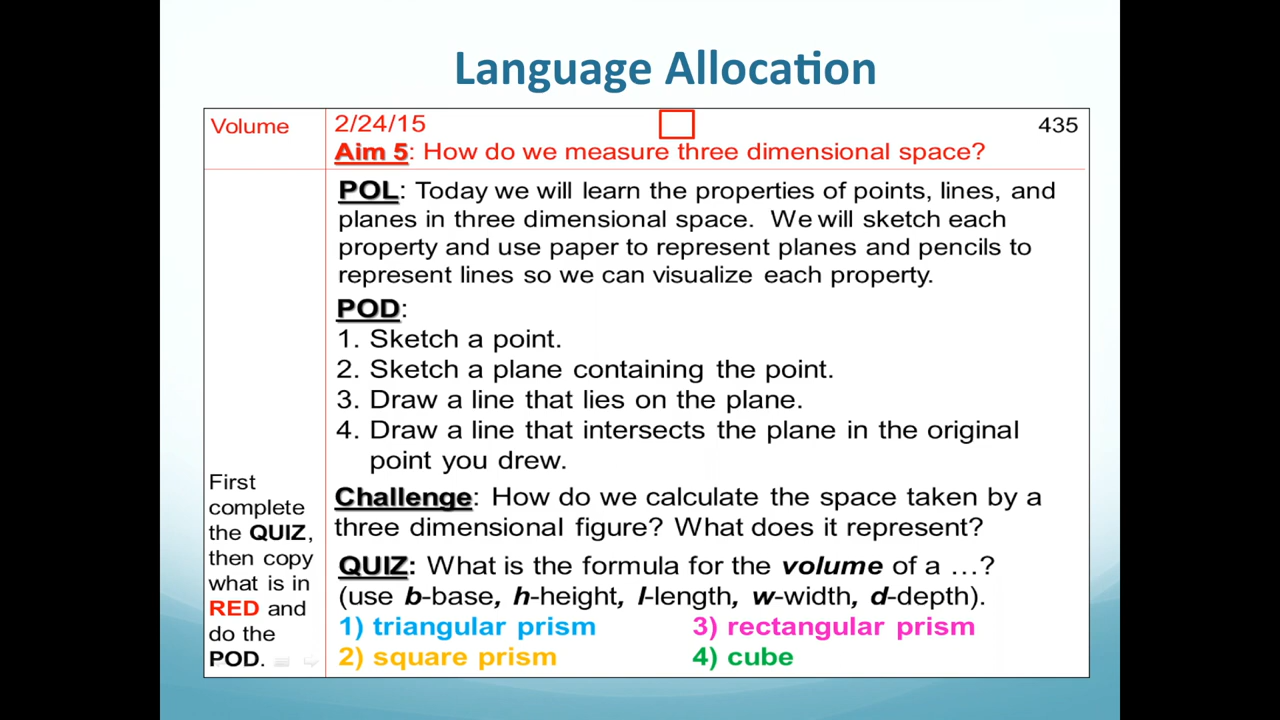 Language Allocation
Volume
2/24/15
435
Aim 5: How do we measure three dimensional space?
POL: Today we will learn the properties of points, lines, and
planes in three dimensional space. We will sketch each
property and use paper to represent planes and pencils to
represent lines so we can visualize each property.
POD:
1. Sketch a point.
2. Sketch a plane containing the point.
3. Draw a line that lies on the plane.
4. Draw a line that intersects the plane in the original
point you drew.
First
complete
the QUIZ,
then copy
what is in
RED and
do the
POD.
Challenge: How do we calculate the space taken by a
three dimensional figure? What does it represent?
QUIZ: What is the formula for the volume of a …?
(use b-base, h-height, l-length, w-width, d-depth).
1) triangular prism
2) square prism
3) rectangular prism
4) cube